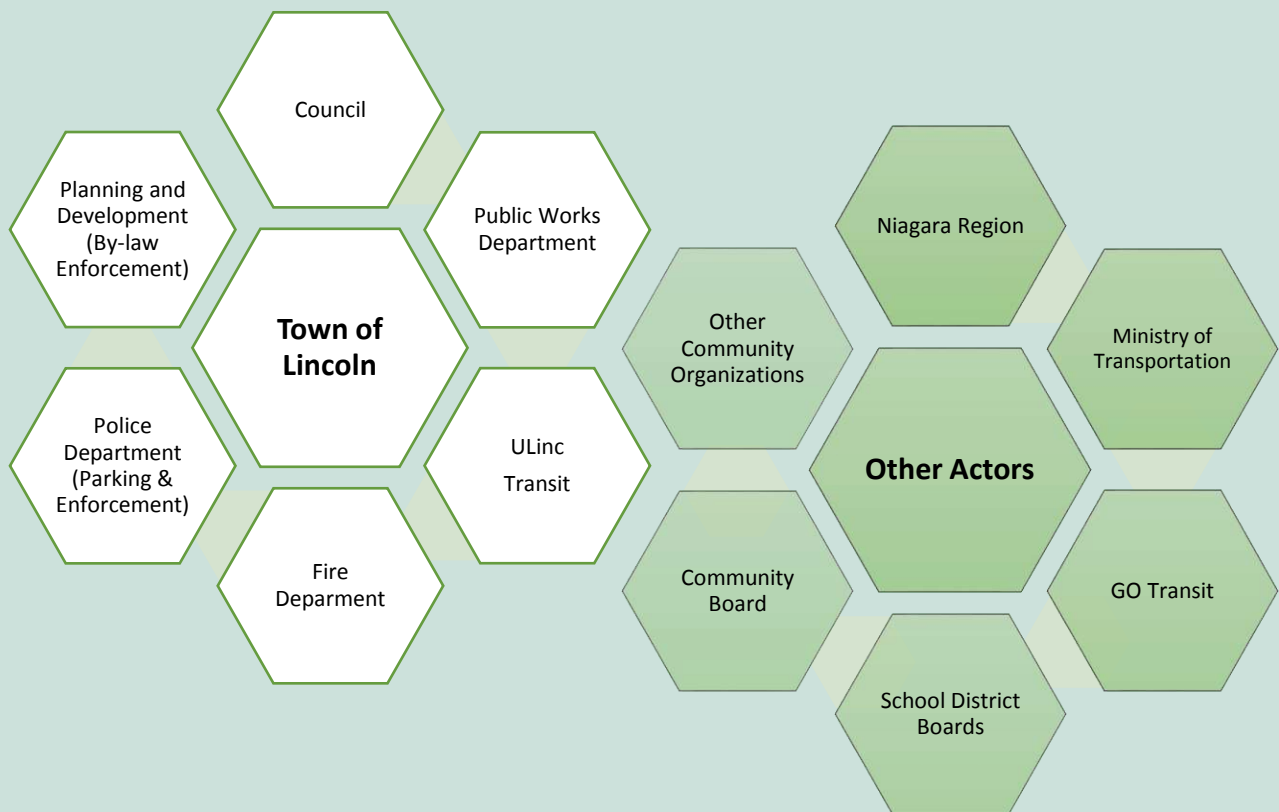 Council
Planning and
Development
(By-law
Enforcement)
Public Works
Department
Town of
Lincoln
Police
Department
(Parking &
Enforcement)
ULinc
Transit
Fire
Deparment
Niagara Region
Other
Community
Organizations
Ministry of
Transportation
Other Actors
Community
Board
GO Transit
School District
Boards